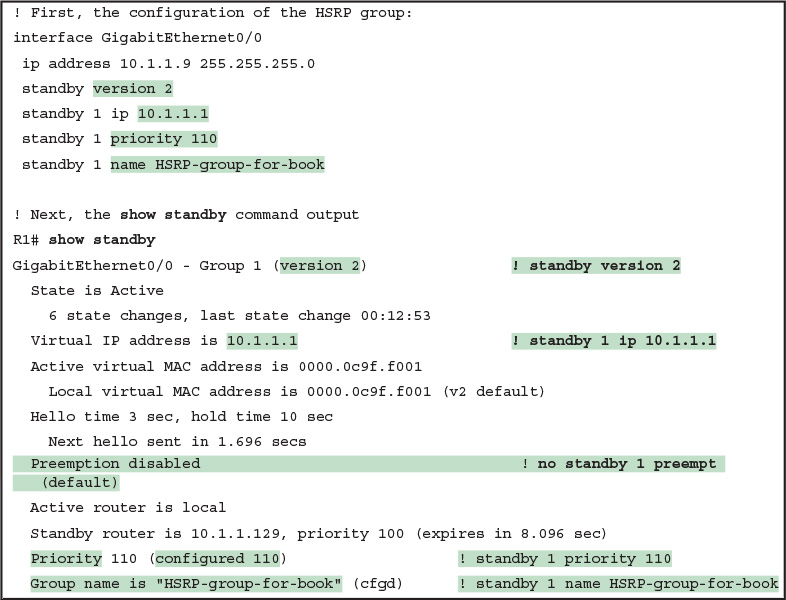 ! First, the configuration of the HSRP group:
interface GigabitEthernet0/0
ip address 10.1.1.9 255.255.255.0
standby version 2
standby 1 ip 10.1.1.1
standby 1 priority 110
standby 1 name HSRP-group-for-book
! Next, the show standby command output
R1# show standby
GigabitEthernet0/0 - Group 1 (version 2) ! standby version 2
State is Active
6 state changes, last state change 00:12:53
Virtual IP address is 10.1.1.1 ! standby 1 ip 10.1.1.1
Active virtual MAC address is 0000.0c9f.f001
Local virtual MAC address is 0000.0c9f.f001 (v2 default)
Hello time 3 sec, hold time 10 sec
Next hello sent in 1.696 secs
Preemption disabled ! no standby 1 preempt
(default)
Active router is local
Standby router is 10.1.1.129, priority 100 (expires in 8.096 sec)
Priority 110 (configured 110) ! standby 1 priority 110
Group name is "HSRP-group-for-book" (cfgd) ! standby 1 name HSRP-group-for-book